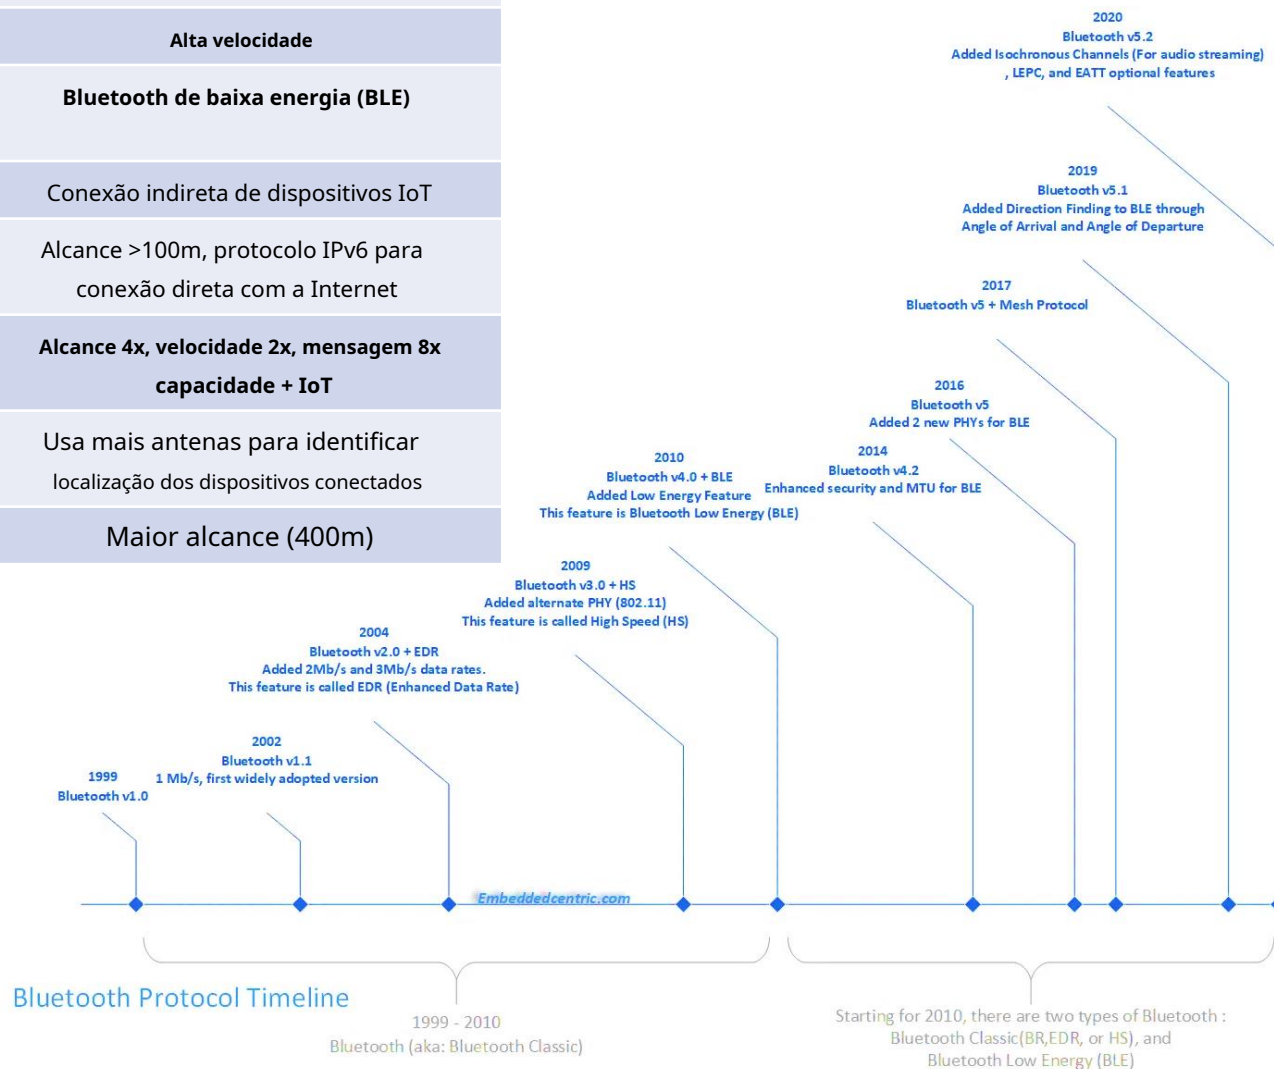 Alta velocidade
Bluetooth de baixa energia (BLE)
Conexão indireta de dispositivos IoT
Alcance >100m, protocolo IPv6 para
conexão direta com a Internet
Alcance 4x, velocidade 2x, mensagem 8x
capacidade + IoT
Usa mais antenas para identificar
localização dos dispositivos conectados
Maior alcance (400m)
2020
Bluetooth v5.2
Added Isochronous Channels (For audio streaming)
, LEPC, and EATT optional features
2019
Bluetooth v5.1
Added Direction Finding to BLE through
Angle of Arrival and Angle of Departure
2017
Bluetooth v5 + Mesh Protocol
2016
Bluetooth v5
Added 2 new PHYs for BLE
2014
Bluetooth v4.2
Enhanced security and MTU for BLE
2010
Bluetooth v4.0 + BLE
Added Low Energy Feature
This feature is Bluetooth Low Energy (BLE)
2009
Bluetooth v3.0 + HS
Added alternate PHY (802.11)
This feature is called High Speed (HS)
2004
Bluetooth v2.0 + EDR
Added 2Mb/s and 3Mb/s data rates.
This feature is called EDR (Enhanced Data Rate)
2002
Bluetooth v1.1
1 Mb/s, first widely adopted version
1999
Bluetooth v1.0
Embeddedcentric.com
Bluetooth Protocol Timeline
1999 - 2010
Bluetooth (aka: Bluetooth Classic)
Starting for 2010, there are two types of Bluetooth :
Bluetooth Classic(BR,EDR, or HS), and
Bluetooth Low Energy (BLE)